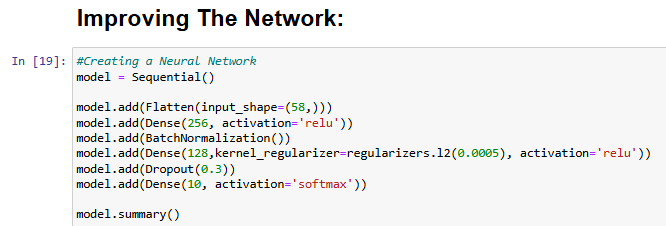 Improving The Network:
In [19]: #Creating a Neural Network
model = Sequential()
model.add(Flatten(input_shape=(58,)))
model.add(Dense(256, activation='relu'))
model.add(BatchNormalization())
model.add(Dense(128,kernel_regularizer=regularizers.l2(0.0005), activation='relu'))
model.add(Dropout(0.3))
model.add(Dense(10, activation='softmax'))
model.summary()